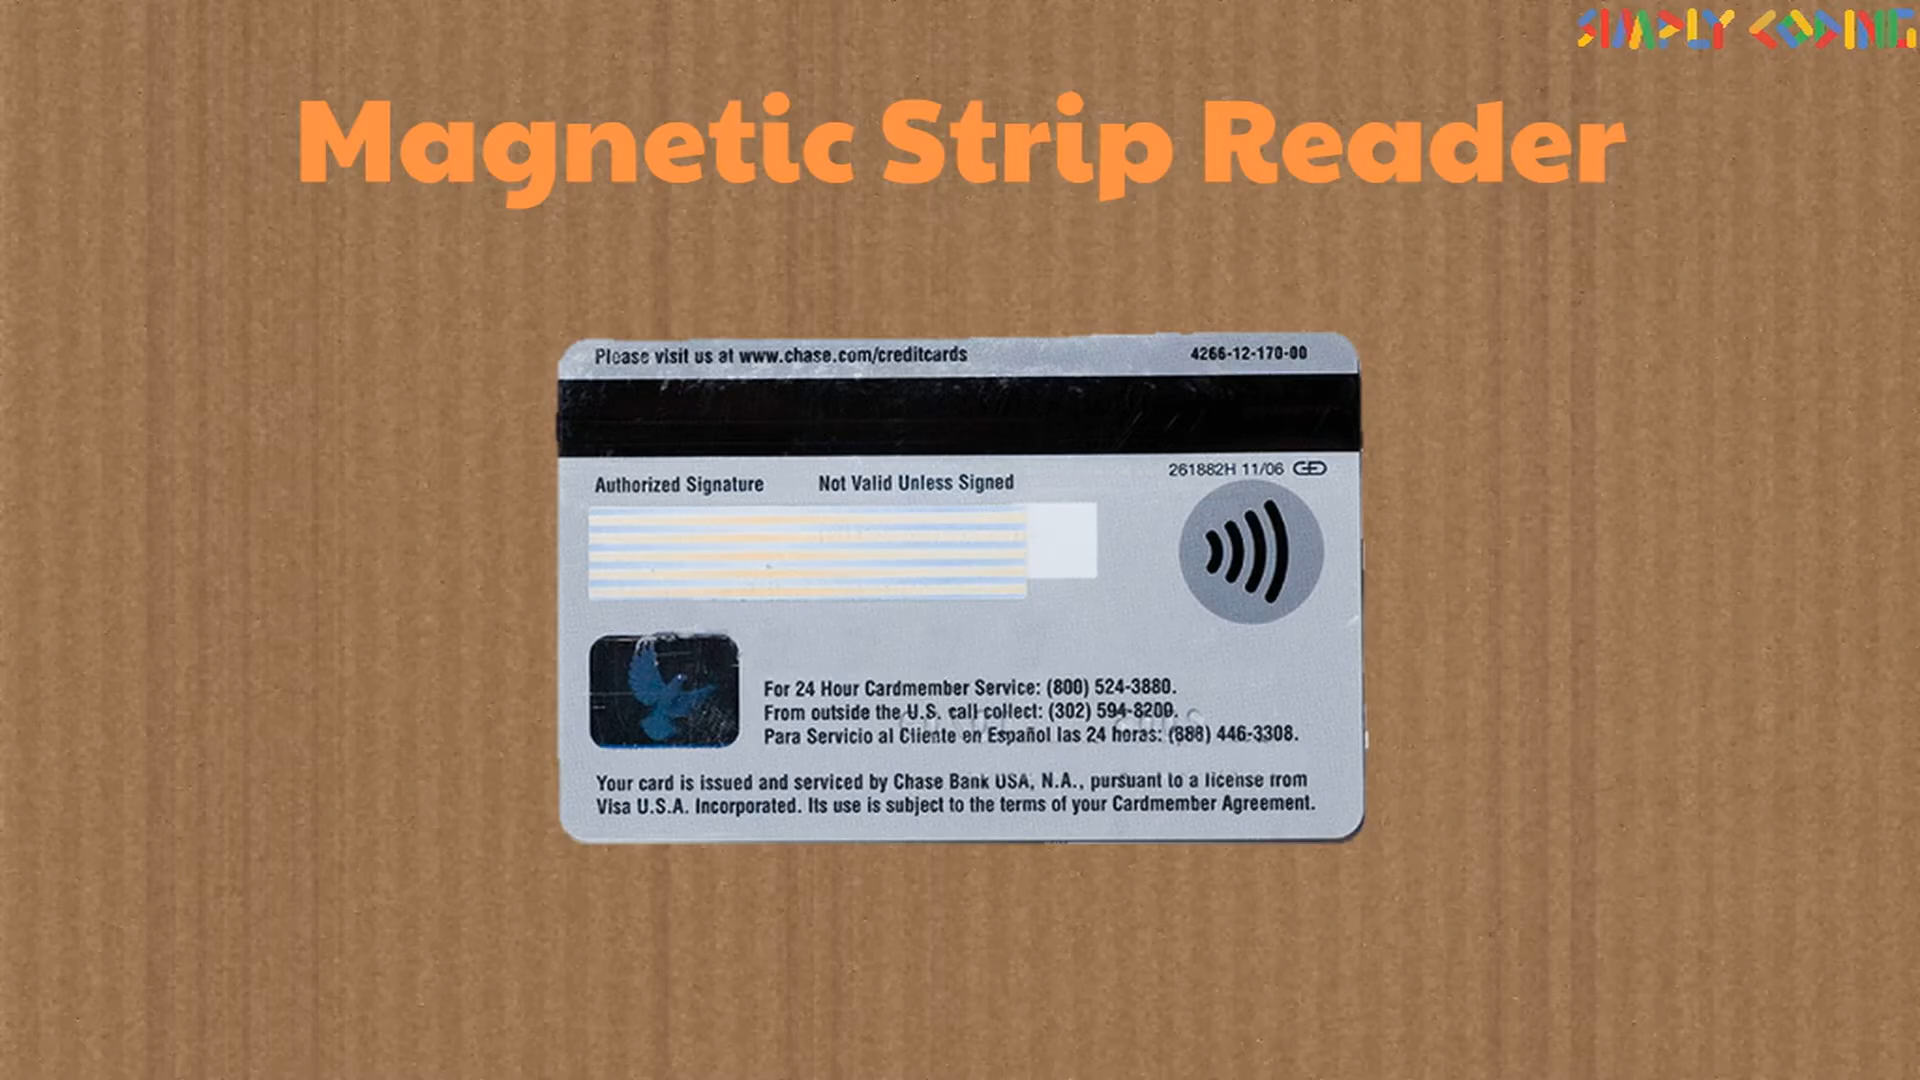 SIMPLY CODING
Magnetic Strip Reader
Please visit us at www.chase.com/creditcards
4266-12-170-00
261882H 11/06
Authorized Signature Not Valid Unless Signed
For 24 Hour Cardmember Service: (800) 524-3880.
From outside the U.S. call collect: (302) 594-8200.
Para Servicio al Cliente en Español las 24 horas: (888) 446-3308.
Your card is issued and serviced by Chase Bank USA, N.A., pursuant to a license from
Visa U.S.A. Incorporated. Its use is subject to the terms of your Cardmember Agreement.